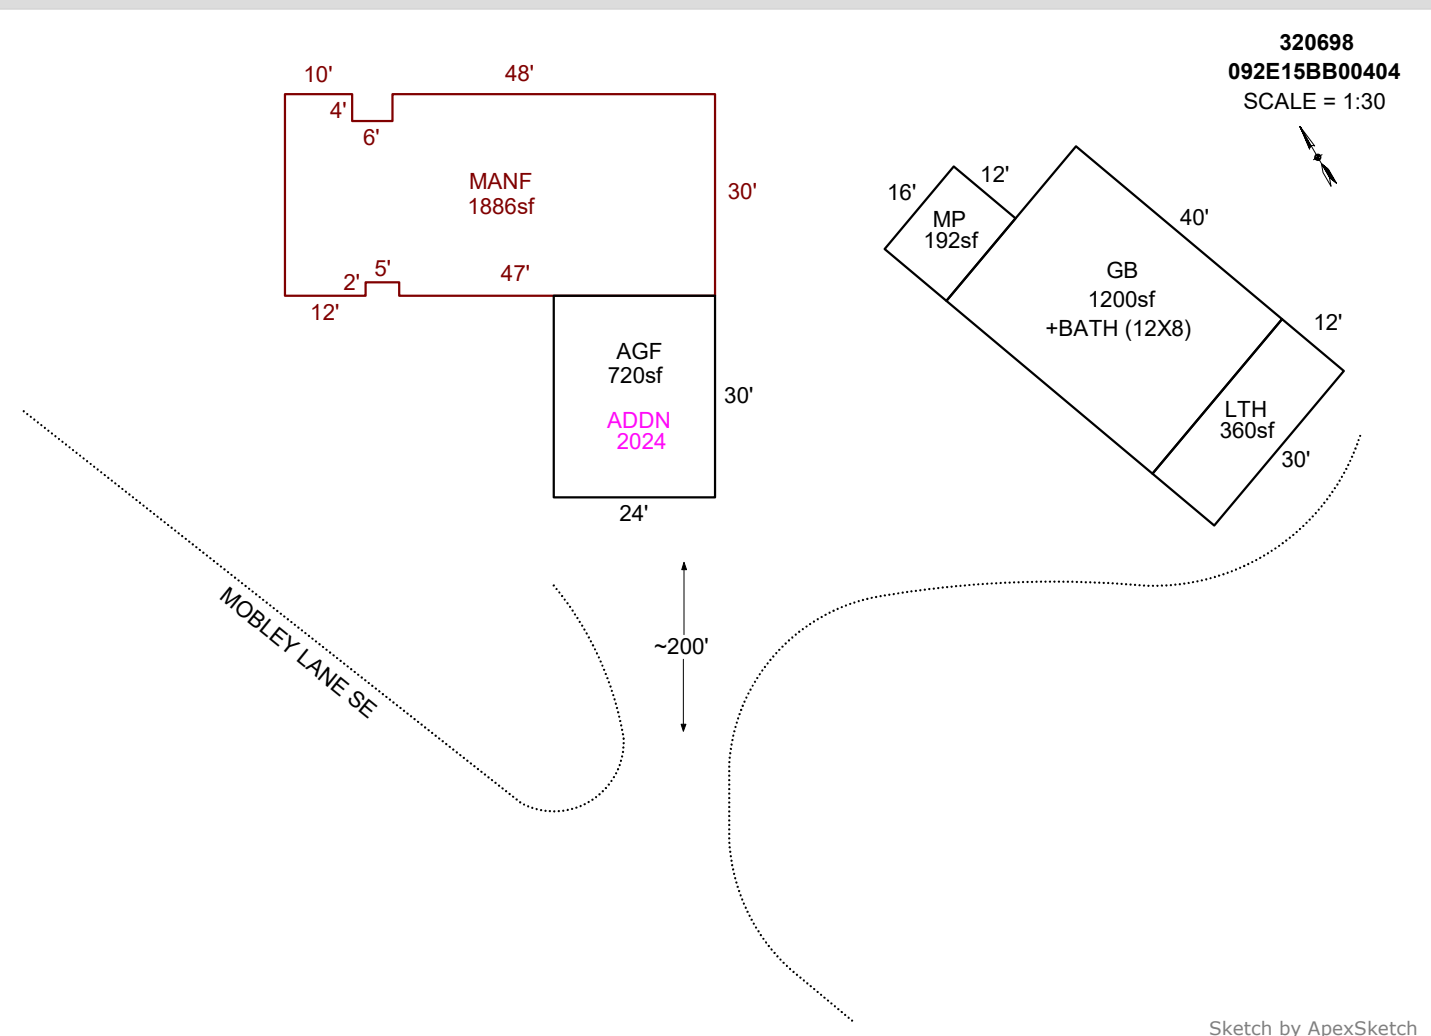 320698
092E15BB00404
SCALE = 1:30
10'
48'
4'
6'
MANF
1886sf
30'
5'
2'
47'
12'
AGF
720sf
ADDN
2024
30'
24'
16'
12'
MP
192sf
40'
GB
1200sf
+BATH (12X8)
12'
LTH
360sf
30'
MOBLEY LANE SE
~200'
Sketch by ApexSketch